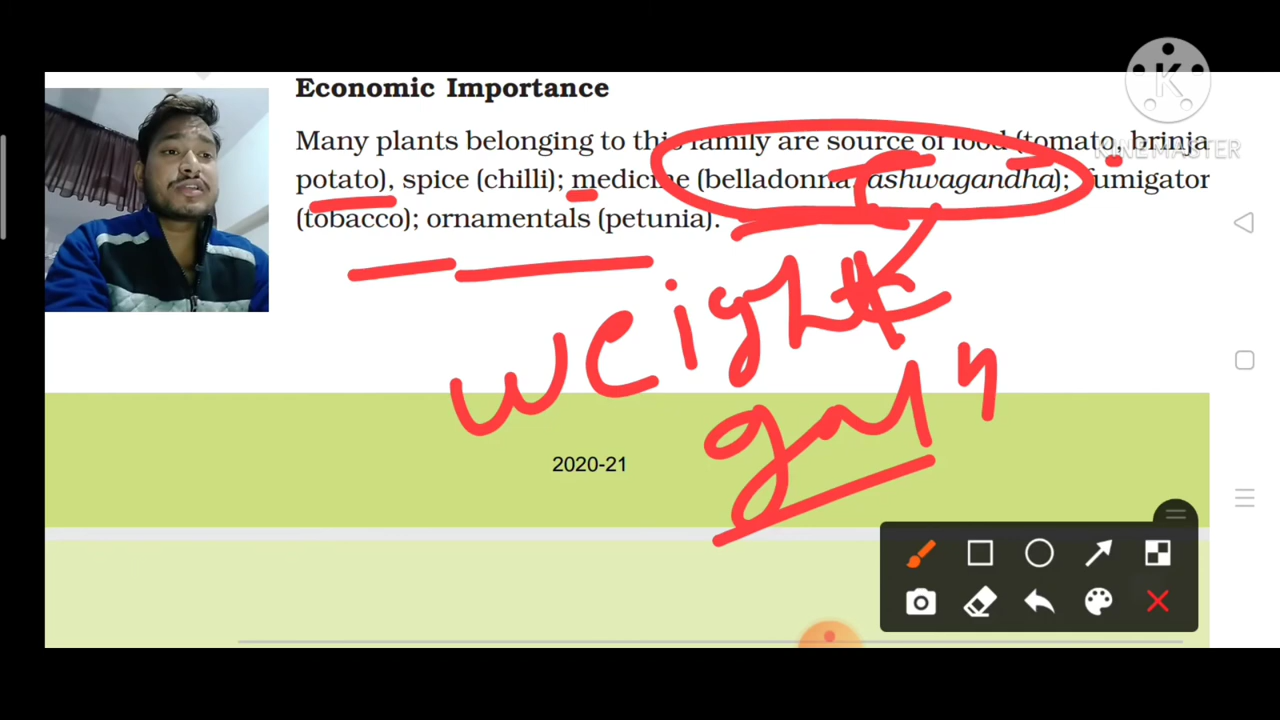 Economic Importance
Many plants belonging to this family are source of food (tomato, brinja
potato), spice (chilli); medicine (belladonna, ashwagandha); fumigator
(tobacco); ornamentals (petunia).
weight
gain
2020-21
K
KINEMASTER